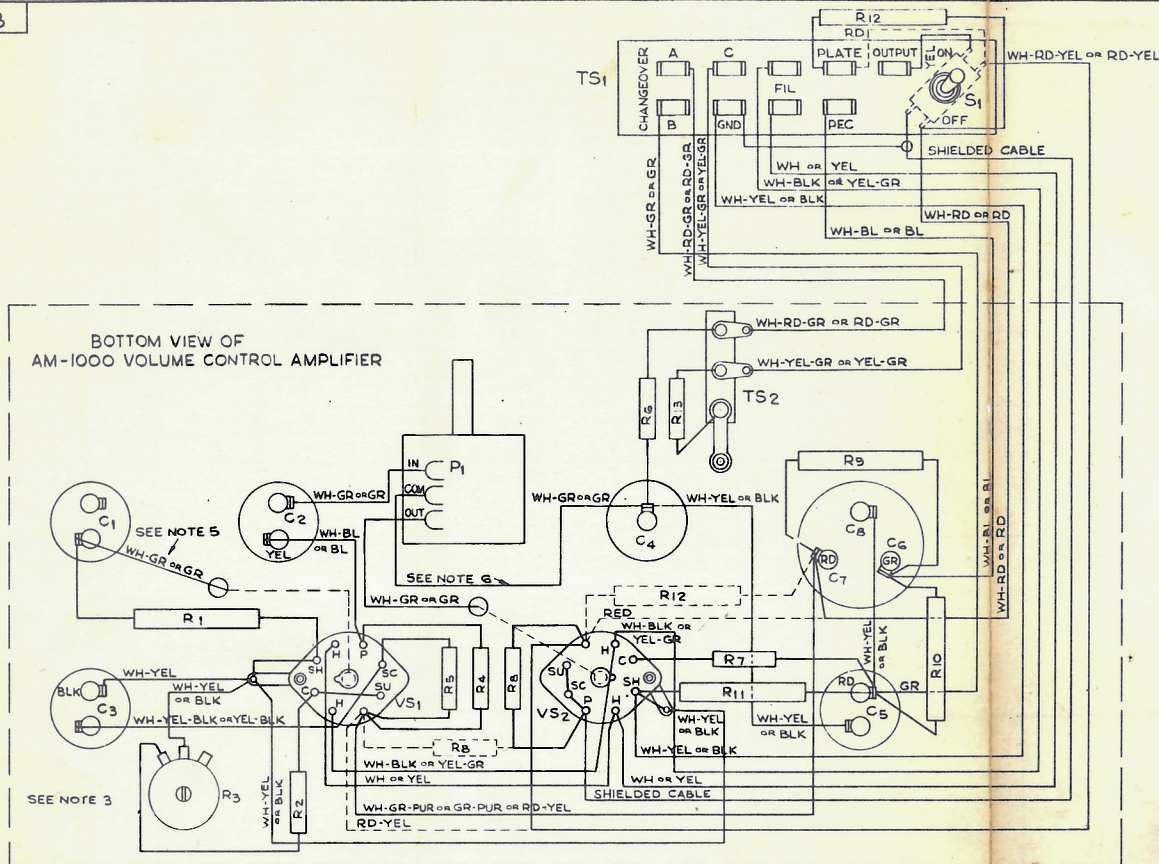 3
R12
RD
CHANGEOVER
A
C
PLATE
OUTPUT
YEL
ON
WH-RD-YEL OR RD-YEL
TS1
FIL
S1
B
GND
PEC
OFF
SHIELDED CABLE
WH OR YEL
WH-BLK OR YEL-GR
WH-YEL OR BLK
WH-RD OR RD
WH-BL OR BL
WH-GR OR GR
WH-RD-GR OR RD-GR
WH-YEL-GR OR YEL-GR
BOTTOM VIEW OF
AM-1000 VOLUME CONTROL AMPLIFIER
WH-RD-GR OR RD-GR
WH-YEL-GR OR YEL-GR
TS2
R6
R13
IN
COM
OUT
P1
R9
C1
SEE NOTE 5
WH-GR OR GR
C2
WH-GR OR GR
YEL
WH-BL
OR BL
WH-GR OR GR
WH-YEL OR BLK
C4
C8
C6
GR
RD
C7
WH-BL OR BL
WH-RD OR RD
SEE NOTE 6
WH-GR OR GR
R12
RED
R1
WH-BLK OR
YEL-GR
WH-YEL
OR BLK
R10
H
P
SH
SC
C
SU
H
VS1
R5
R4
R8
H
C
SU
SC
SH
P
H
VS2
R7
R11
RD
GR
C5
BLK
C3
WH-YEL
WH-YEL
OR BLK
WH-YEL-BLK OR YEL-BLK
R8
WH-YEL
OR BLK
WH-YEL
OR BLK
WH-YEL OR BLK
WH-BLK OR YEL-GR
WH OR YEL
WH OR YEL
SHIELDED CABLE
SEE NOTE 3
R3
WH-YEL
OR BLK
R2
WH-GR-PUR OR GR-PUR OR RD-YEL
RD-YEL